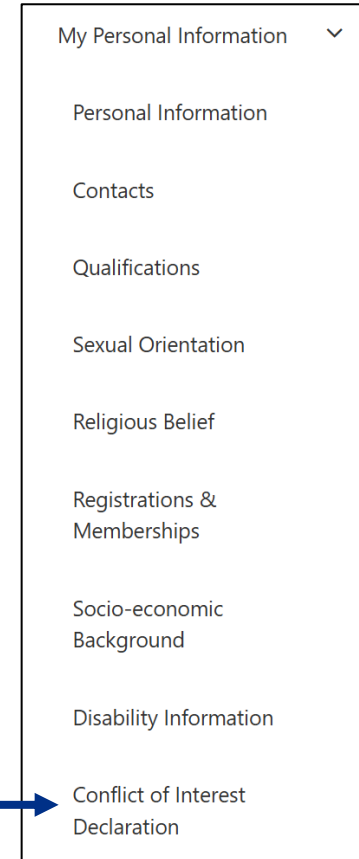 My Personal Information
Personal Information
Contacts
Qualifications
Sexual Orientation
Religious Belief
Registrations &
Memberships
Socio-economic
Background
Disability Information
Conflict of Interest
Declaration